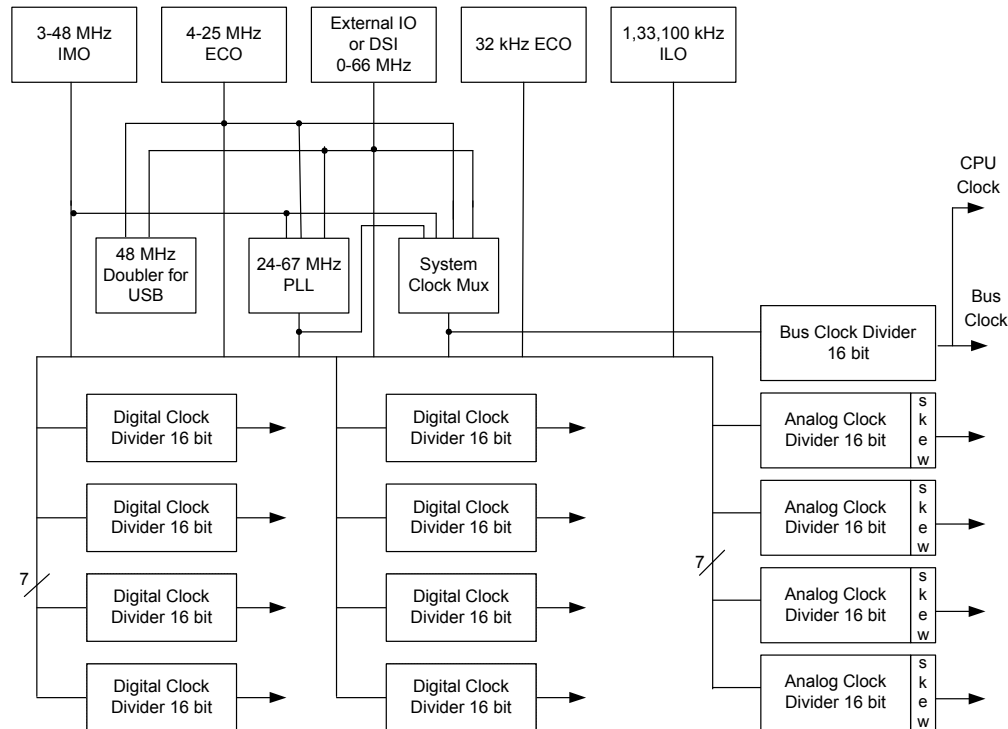 3-48 MHz
IMO
4-25 MHz
ECO
External IO
or DSI
0-66 MHz
32 kHz ECO
1,33,100 kHz
ILO
CPU
Clock
48 MHz
Doubler for
USB
24-67 MHz
PLL
System
Clock Mux
Bus
Clock
Bus Clock Divider
16 bit
Digital Clock
Divider 16 bit
Digital Clock
Divider 16 bit
Analog Clock
Divider 16 bit
s
k
e
w
Digital Clock
Divider 16 bit
Digital Clock
Divider 16 bit
Analog Clock
Divider 16 bit
s
k
e
w
7
7
Digital Clock
Divider 16 bit
Digital Clock
Divider 16 bit
Analog Clock
Divider 16 bit
s
k
e
w
Digital Clock
Divider 16 bit
Digital Clock
Divider 16 bit
Analog Clock
Divider 16 bit
s
k
e
w